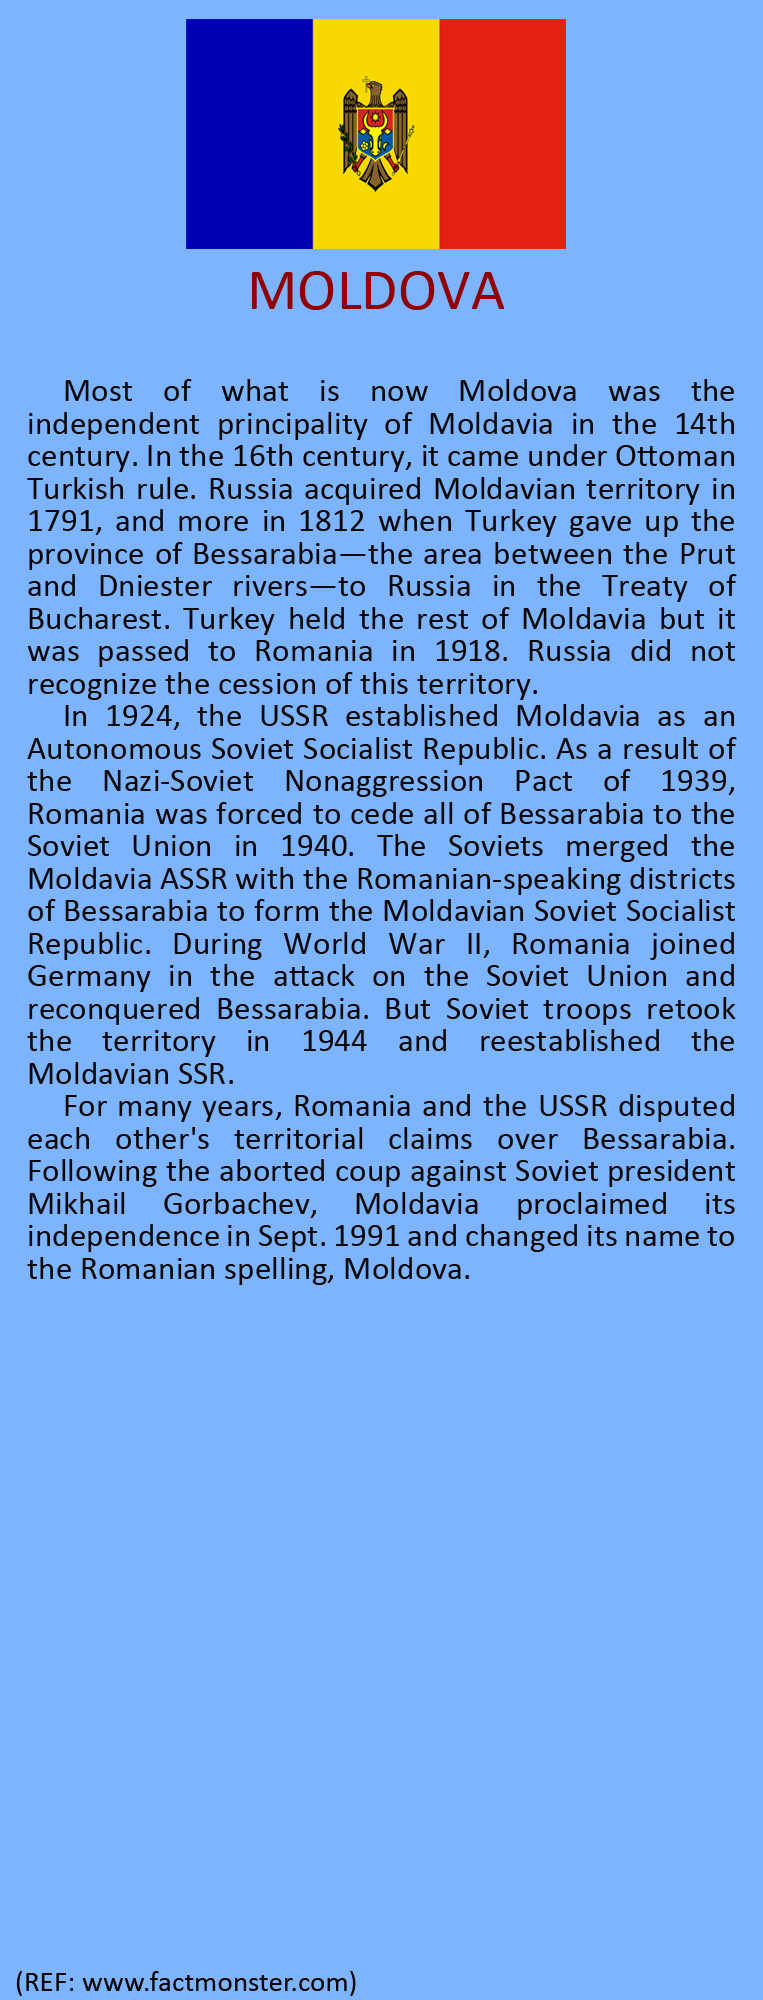 MOLDOVA
Most of what is now Moldova was the
independent principality of Moldavia in the 14th
century. In the 16th century, it came under Ottoman
Turkish rule. Russia acquired Moldavian territory in
1791, and more in 1812 when Turkey gave up the
province of Bessarabia—the area between the Prut
and Dniester rivers—to Russia in the Treaty of
Bucharest. Turkey held the rest of Moldavia but it
was passed to Romania in 1918. Russia did not
recognize the cession of this territory.
In 1924, the USSR established Moldavia as an
Autonomous Soviet Socialist Republic. As a result of
the Nazi-Soviet Nonaggression Pact of 1939,
Romania was forced to cede all of Bessarabia to the
Soviet Union in 1940. The Soviets merged the
Moldavia ASSR with the Romanian-speaking districts
of Bessarabia to form the Moldavian Soviet Socialist
Republic. During World War II, Romania joined
Germany in the attack on the Soviet Union and
reconquered Bessarabia. But Soviet troops retook
the territory in 1944 and reestablished the
Moldavian SSR.
For many years, Romania and the USSR disputed
each other's territorial claims over Bessarabia.
Following the aborted coup against Soviet president
Mikhail Gorbachev, Moldavia proclaimed its
independence in Sept. 1991 and changed its name to
the Romanian spelling, Moldova.
(REF: www.factmonster.com)